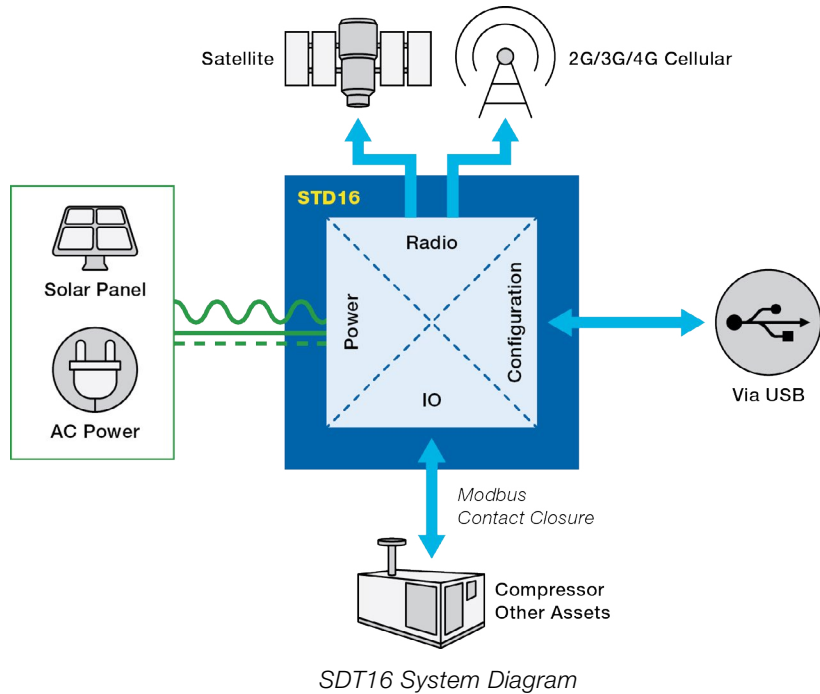 Satellite
2G/3G/4G Cellular
STD16
Radio
Solar Panel
Power
Configuration
IO
AC Power
Via USB
Modbus
Contact Closure
Compressor
Other Assets
SDT16 System Diagram